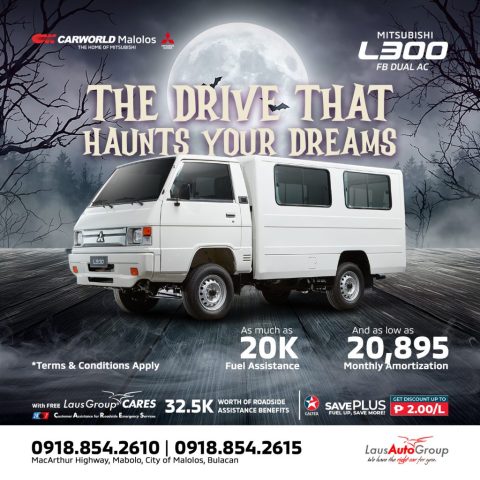 CARWORLD Malolos
THE HOME OF MITSUBISHI
MITSUBISHI MOTORS
MITSUBISHI
L300
FB DUAL AC
THE DRIVE THAT
HAUNTS YOUR DREAMS
L300
As much as
20K
Fuel Assistance
And as low as
20,895
Monthly Amortization
*Terms & Conditions Apply
With FREE LausGroup CARES
Customer Assistance for Roadside Emergency Services
32.5K WORTH OF ROADSIDE
ASSISTANCE BENEFITS
CALTEX
SAVEPLUS
FUEL UP, SAVE MORE!
GET DISCOUNT UP TO
₱ 2.00/L
0918.854.2610 | 0918.854.2615
MacArthur Highway, Mabolo, City of Malolos, Bulacan
LausAutoGroup
We have the right car for you.